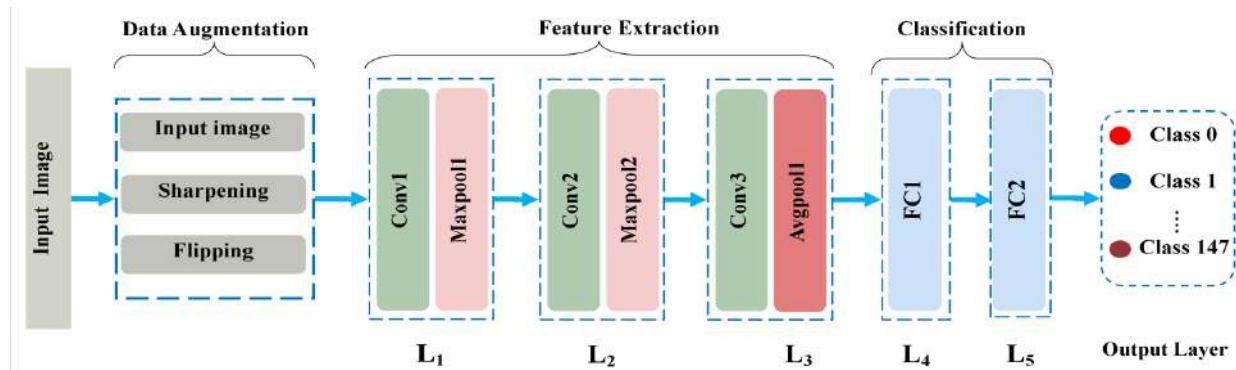 Data Augmentation
Feature Extraction
Classification
Input Image
Input image
Sharpening
Flipping
Conv1
Maxpool1
Conv2
Maxpool2
Conv3
Avgpool1
FC1
FC2
Class 0
Class 1
Class 147
L₁
L₂
L₃
L₄
L₅
Output Layer